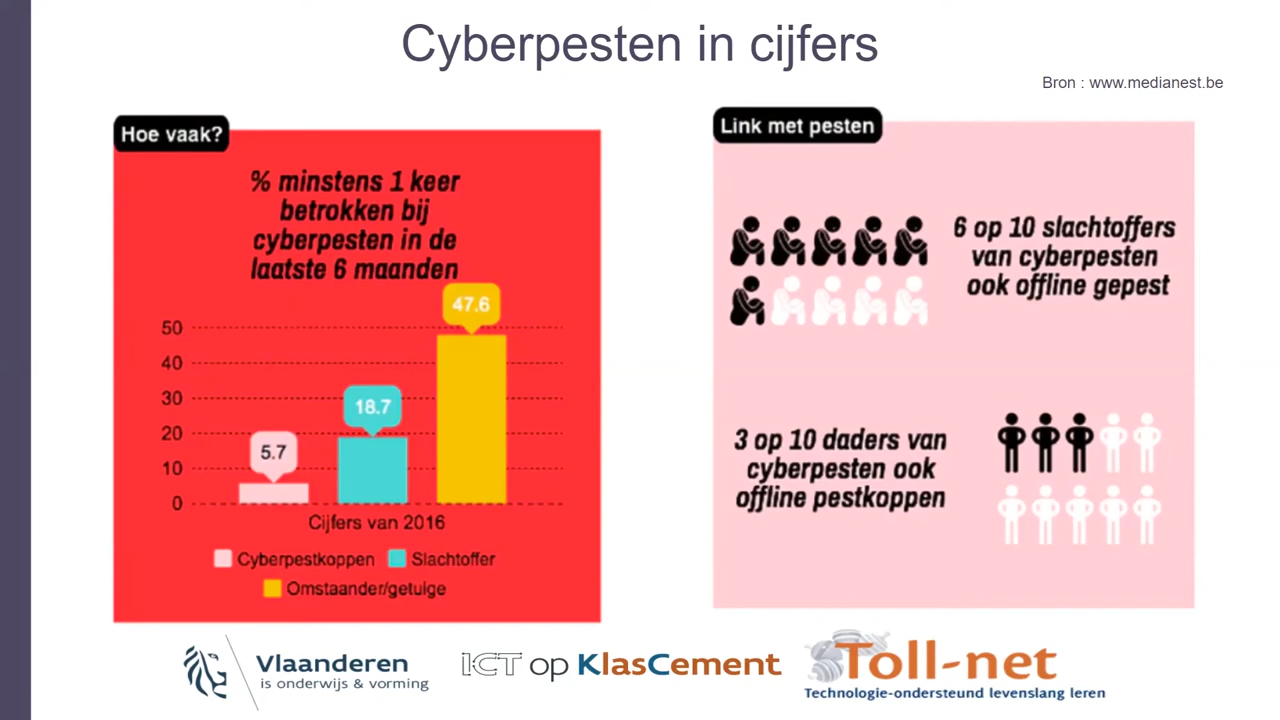 Cyberpesten in cijfers
Bron : www.medianest.be
Hoe vaak?
% minstens 1 keer
betrokken bij
cyberpesten in de
laatste 6 maanden
47.6
18.7
5.7
50
40
30
20
10
0
Cijfers van 2016
Cyberpestkoppen
Slachtoffer
Omstaander/getuige
Link met pesten
6 op 10 slachtoffers
van cyberpesten
ook offline gepest
3 op 10 daders van
cyberpesten ook
offline pestkoppen
Vlaanderen
is onderwijs & vorming
ICT op KlasCement
Toll-net
Technologie-ondersteund levenslang leren